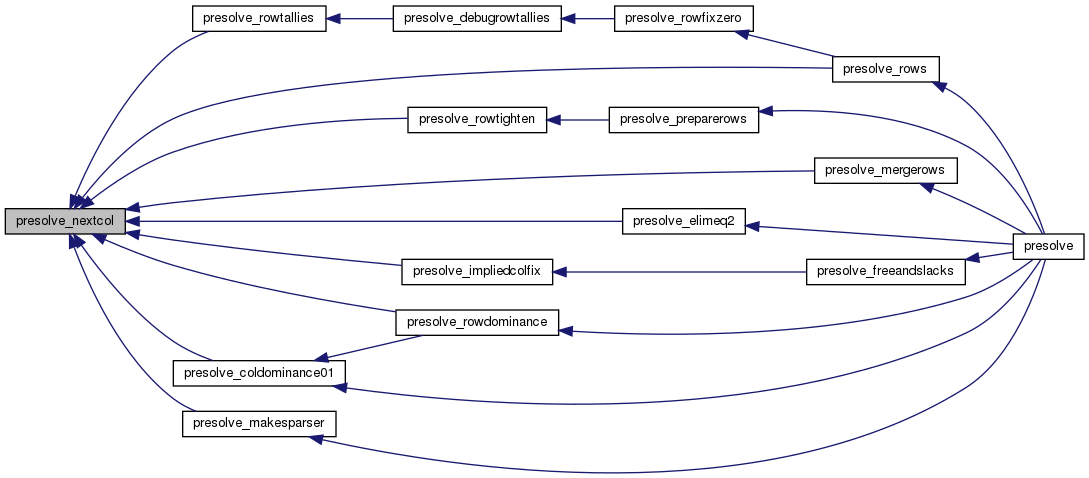 presolve_rowtallies
presolve_debugrowtallies
presolve_rowfixzero
presolve_rows
presolve_rowtighten
presolve_preparerows
presolve_mergerows
presolve_nextcol
presolve_elimeq2
presolve
presolve_impliedcolfix
presolve_freeandslacks
presolve_rowdominance
presolve_coldominance01
presolve_makesparser